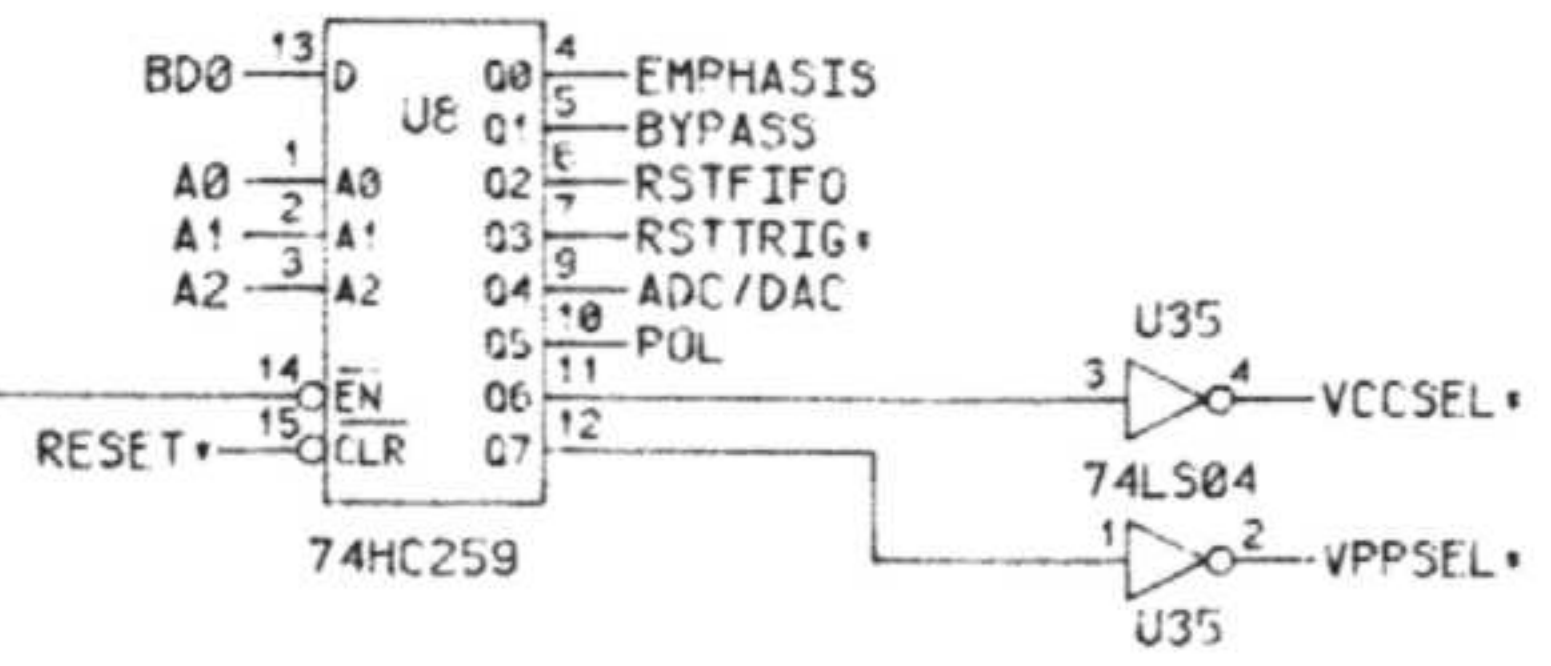 13 4
BD0 D Q0 EMPHASIS
U8 5
Q1 BYPASS
1 6
A0 A0 Q2 RSTFIFO
2 7
A1 A1 Q3 RSTTRIG*
3 9
A2 A2 Q4 ADC/DAC
10 U35
Q5 POL
14 11 3 4
EN Q6 VCCSEL*
15 12
RESET* CLR Q7
74LS04
1 2
74HC259 VPPSEL*
U35